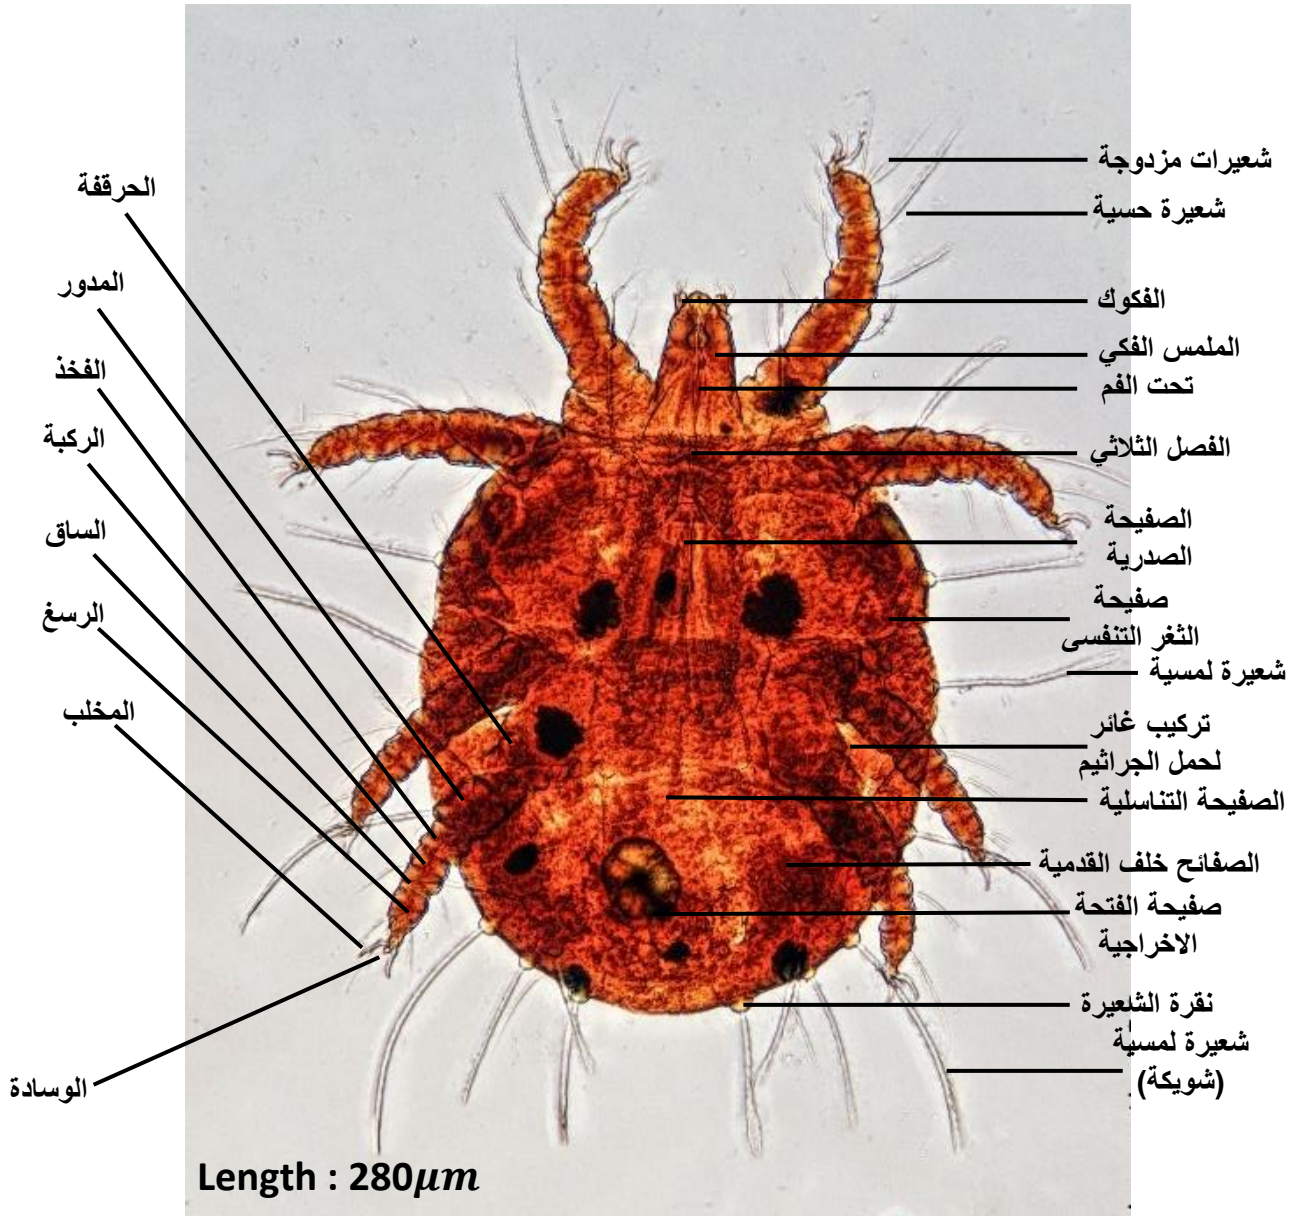 شعيرات مزدوجة
شعيرة حسية
الفكوك
الملمس الفكي
تحت الفم
الفصل الثلاثي
الصفيحة
الصدرية
صفيحة
الثغر التنفسى
شعيرة لمسية
تركيب غائر
لحمل الجراثيم
الصفيحة التناسلية
الصفائح خلف القدمية
صفيحة الفتحة
الاخراجية
نقرة الشعيرة
شعيرة لمسية
(شويكة)
الحرقفة
المدور
الفخذ
الركبة
الساق
الرسغ
المخلب
الوسادة
Length : 280μm